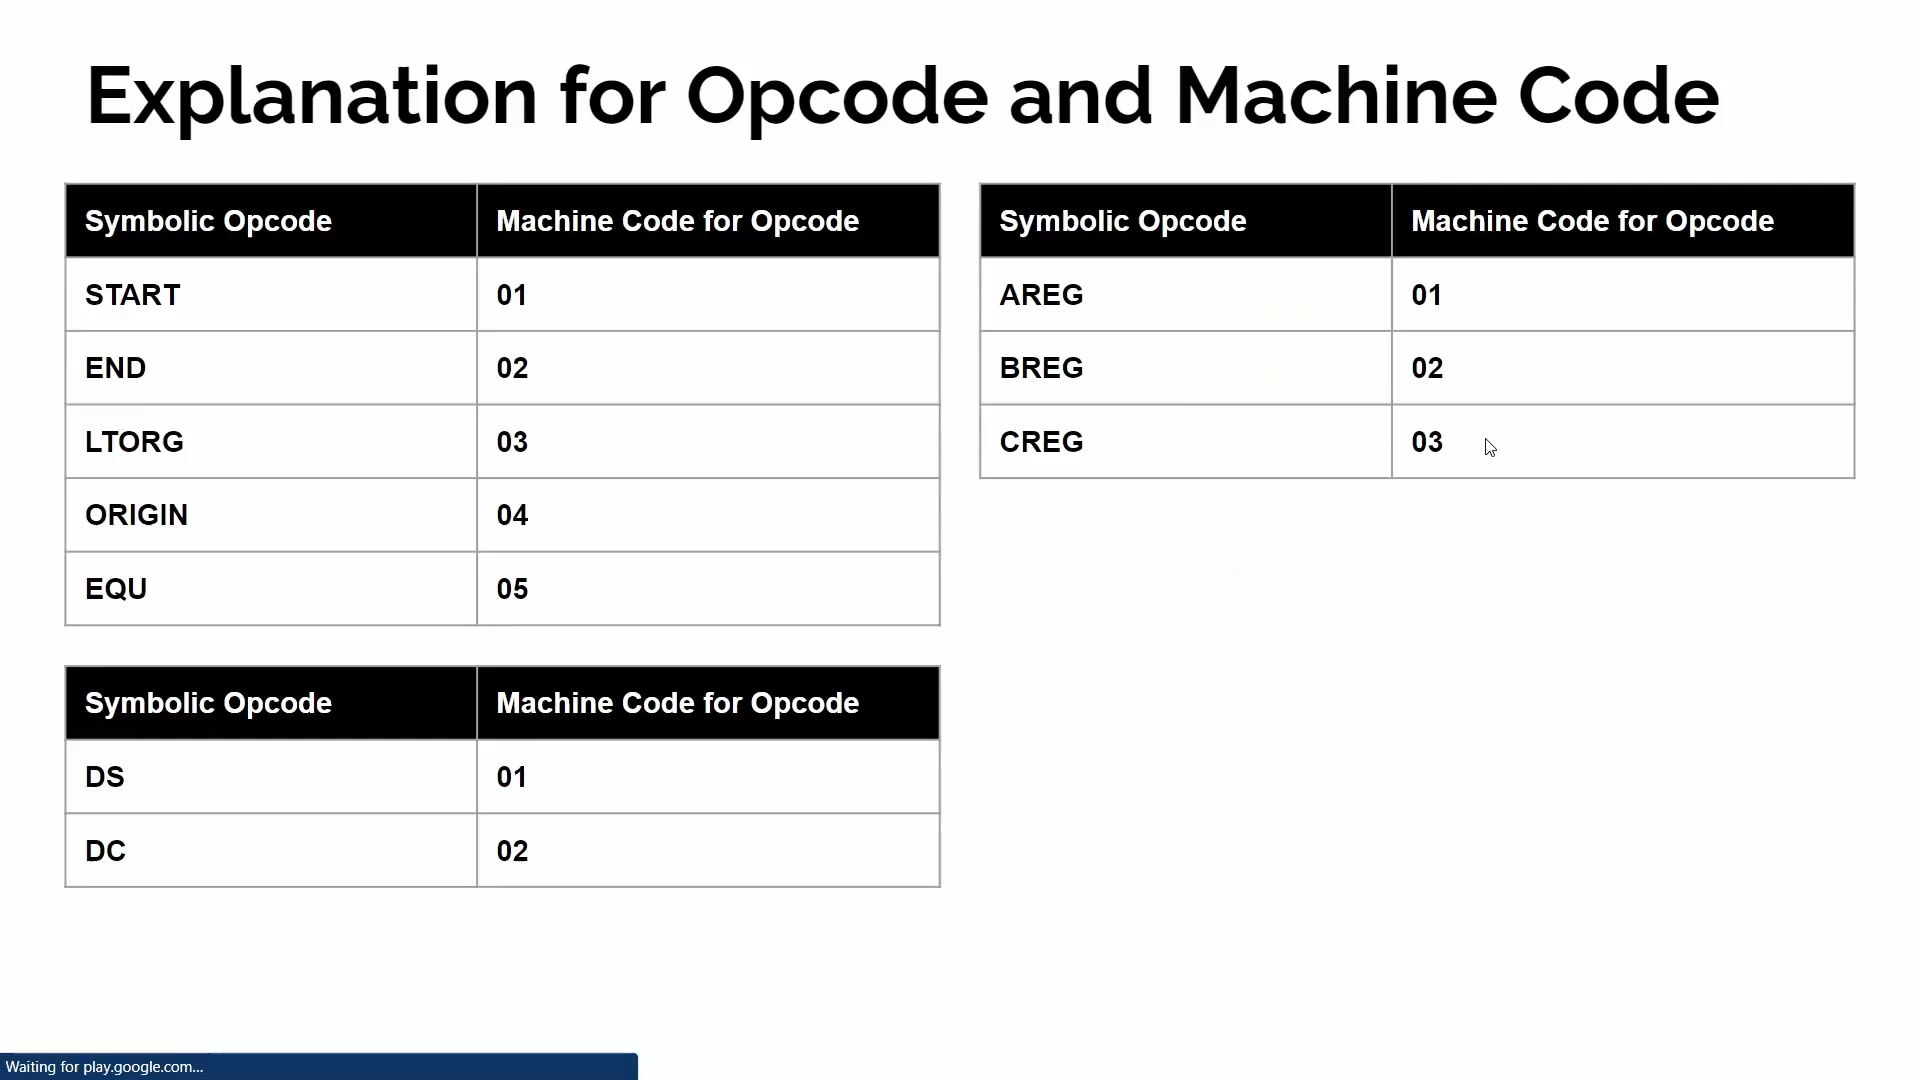 Explanation for Opcode and Machine Code
Symbolic Opcode Machine Code for Opcode
START 01
END 02
LTORG 03
ORIGIN 04
EQU 05
Symbolic Opcode Machine Code for Opcode
DS 01
DC 02
Symbolic Opcode Machine Code for Opcode
AREG 01
BREG 02
CREG 03
Waiting for play.google.com...